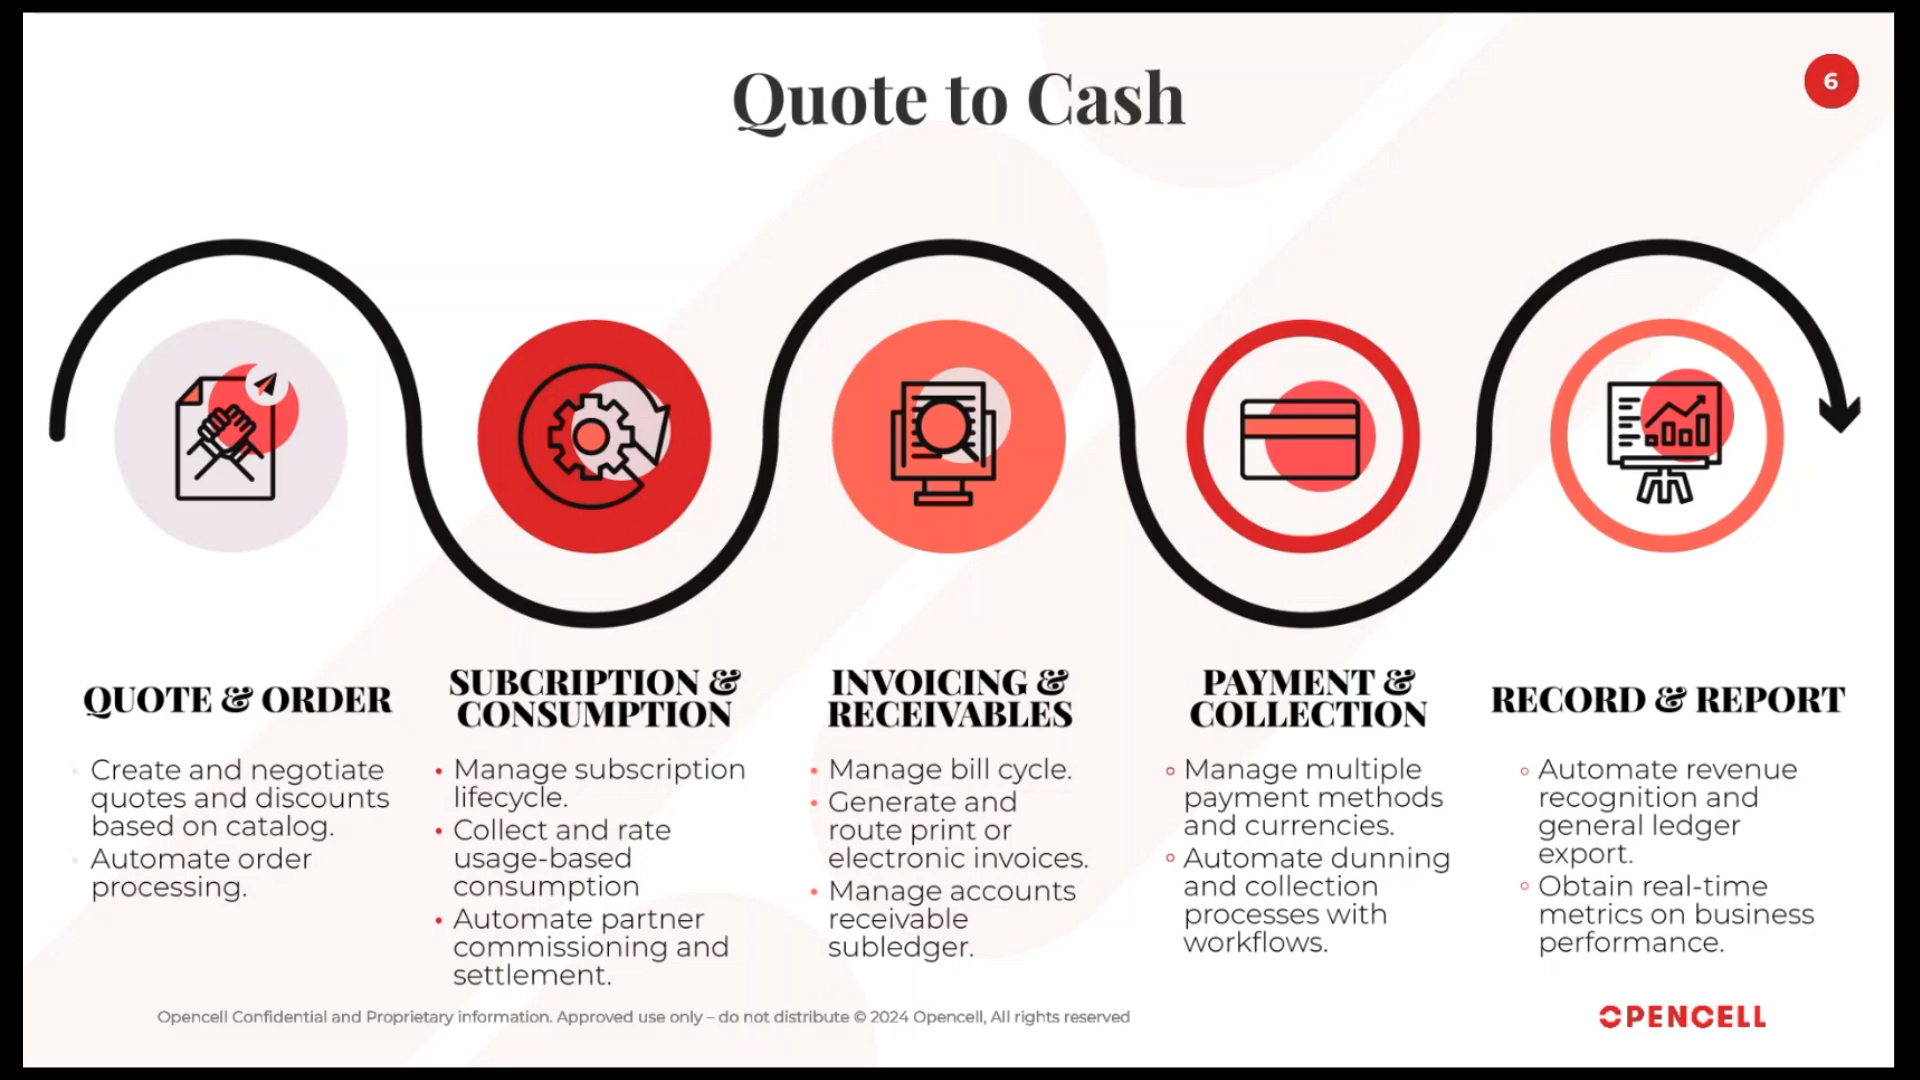 Quote to Cash
6
QUOTE & ORDER
Create and negotiate
quotes and discounts
based on catalog.
Automate order
processing.
SUBCRIPTION &
CONSUMPTION
Manage subscription
lifecycle.
Collect and rate
usage-based
consumption
Automate partner
commissioning and
settlement.
INVOICING &
RECEIVABLES
Manage bill cycle.
Generate and
route print or
electronic invoices.
Manage accounts
receivable
subledger.
PAYMENT &
COLLECTION
Manage multiple
payment methods
and currencies.
Automate dunning
and collection
processes with
workflows.
RECORD & REPORT
Automate revenue
recognition and
general ledger
export.
Obtain real-time
metrics on business
performance.
Opencell Confidential and Proprietary information. Approved use only – do not distribute © 2024 Opencell, All rights reserved
OPENCELL